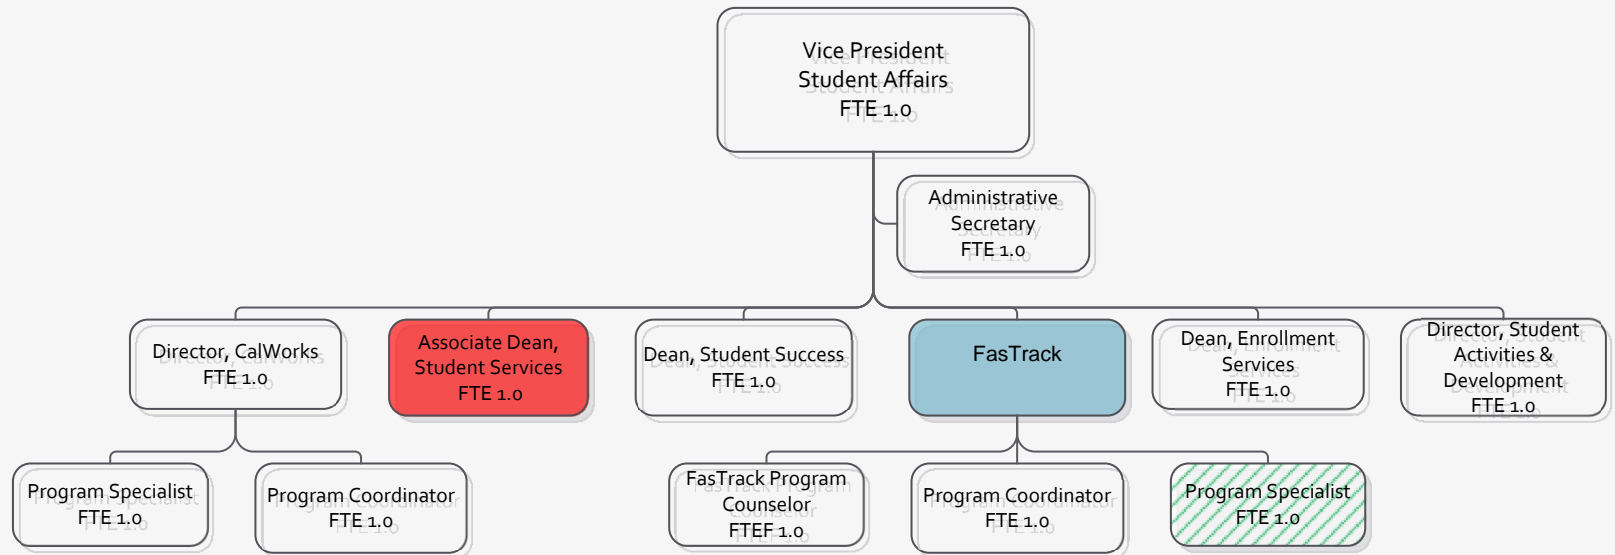 Vice President
Student Affairs
FTE 1.0
Administrative
Secretary
FTE 1.0
Director, CalWorks
FTE 1.0
Associate Dean,
Student Services
FTE 1.0
Dean, Student Success
FTE 1.0
FasTrack
Dean, Enrollment
Services
FTE 1.0
Director, Student
Activities &
Development
FTE 1.0
Program Specialist
FTE 1.0
Program Coordinator
FTE 1.0
FasTrack Program
Counselor
FTEF 1.0
Program Coordinator
FTE 1.0
Program Specialist
FTE 1.0